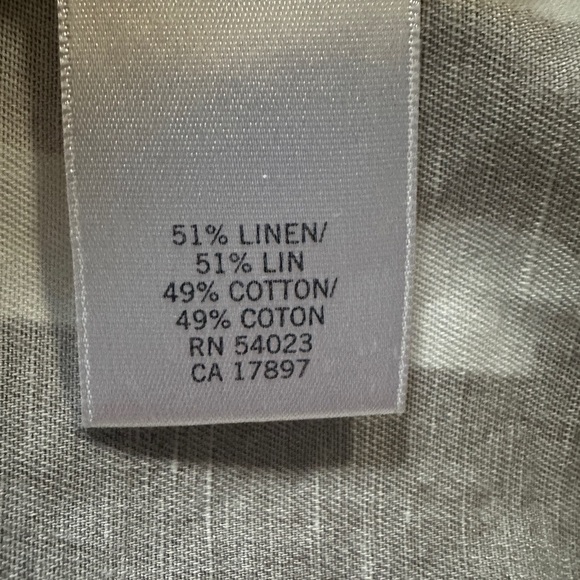 51% LINEN/
51% LIN
49% COTTON/
49% COTON
RN 54023
CA 17897